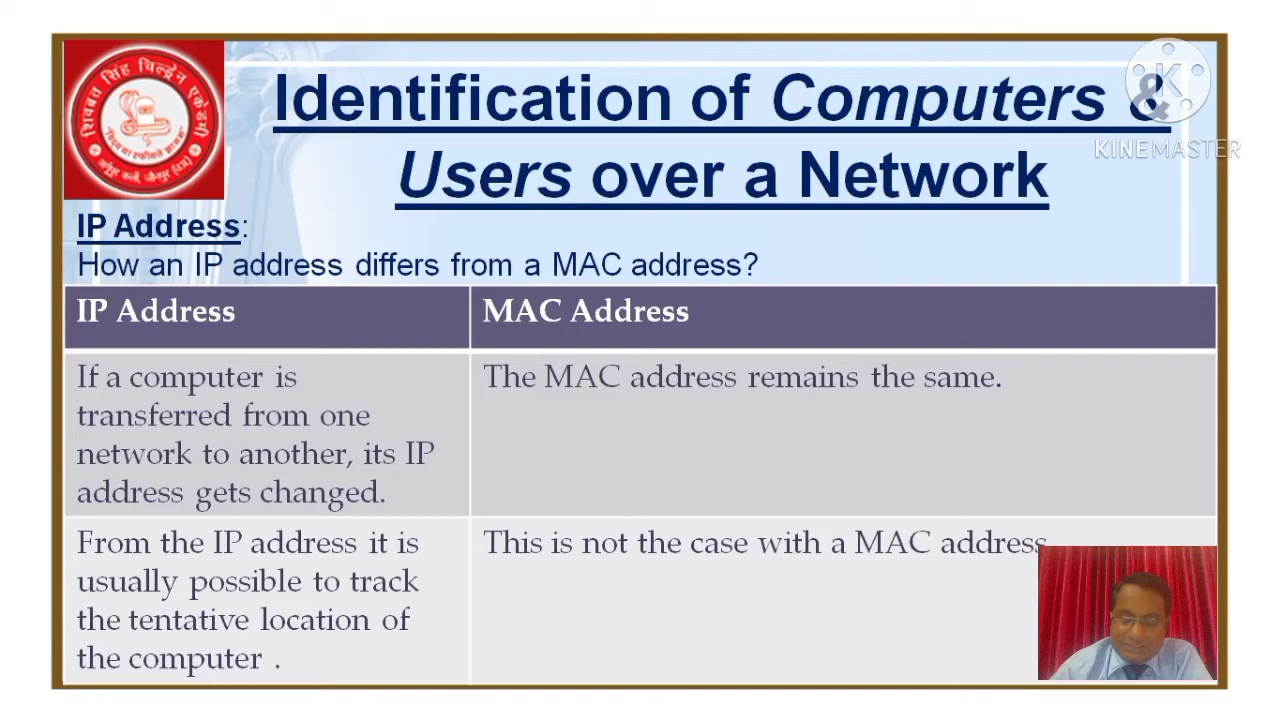 Identification of Computers &
Users over a Network
KINEMASTER
शिवबरत सिंह चिल्ड्रेन एकेडमी
IP Address:
How an IP address differs from a MAC address?
IP Address
MAC Address
If a computer is
transferred from one
network to another, its IP
address gets changed.
The MAC address remains the same.
From the IP address it is
usually possible to track
the tentative location of
the computer .
This is not the case with a MAC address